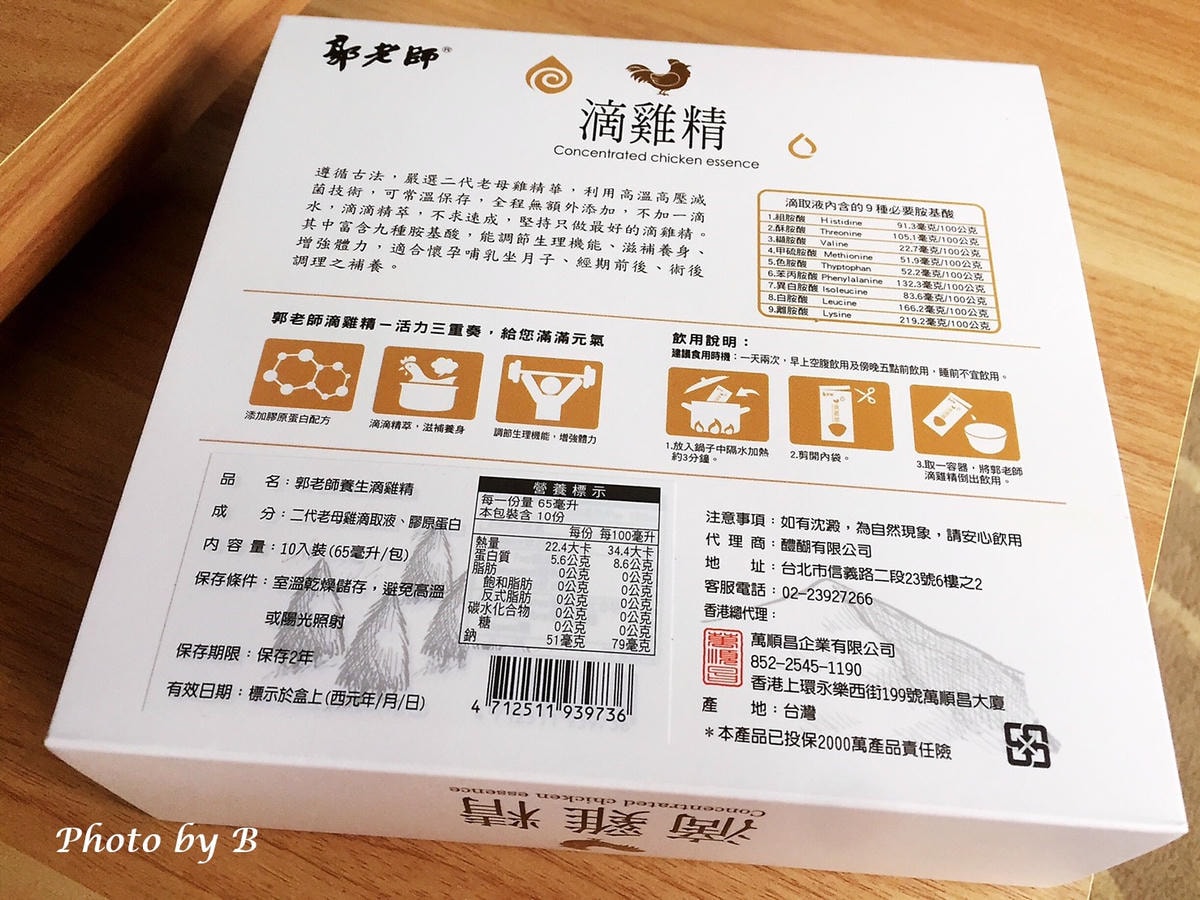 郭老師®
滴雞精
Concentrated chicken essence
遵循古法，嚴選二代老母雞精華，利用高溫高壓滅
菌技術，可常溫保存，全程無額外添加，不加一滴
水，滴滴精萃，不求速成，堅持只做最好的滴雞精。
其中富含九種胺基酸，能調節生理機能、滋補養身、
增強體力，適合懷孕哺乳坐月子、經期前後、術後
調理之補養。
滴取液內含的9種必要胺基酸
1.組胺酸 Histidine 91.3毫克/100公克
2.酥胺酸 Threonine 105.1毫克/100公克
3.纈胺酸 Valine 22.7毫克/100公克
4.甲硫胺酸 Methionine 51.9毫克/100公克
5.色胺酸 Thyptophan 52.2毫克/100公克
6.苯丙胺酸 Phenylalanine 132.3毫克/100公克
7.異白胺酸 Isoleucine 83.6毫克/100公克
8.白胺酸 Leucine 166.2毫克/100公克
9.離胺酸 Lysine 219.2毫克/100公克
郭老師滴雞精－活力三重奏，給您滿滿元氣
添加膠原蛋白配方
滴滴精萃，滋補養身
調節生理機能，增強體力
飲用說明：
建議食用時機：一天兩次，早上空腹飲用及傍晚五點前飲用，睡前不宜飲用。
1.放入鍋子中隔水加熱
約3分鐘。
2.剪開內袋。
3.取一容器，將郭老師
滴雞精倒出飲用。
品 名：郭老師養生滴雞精
成 分：二代老母雞滴取液、膠原蛋白
內容量：10入裝(65毫升/包)
保存條件：室溫乾燥儲存，避免高溫
或陽光照射
保存期限：保存2年
有效日期：標示於盒上(西元年/月/日)
營養標示
每一份量 65毫升
本包裝含 10份
每份 每100毫升
熱量 22.4大卡 34.4大卡
蛋白質 5.6公克 8.6公克
脂肪 0公克 0公克
飽和脂肪 0公克 0公克
反式脂肪 0公克 0公克
碳水化合物 0公克 0公克
糖 0公克 0公克
鈉 51毫克 79毫克
4 712511 939736
注意事項：如有沈澱，為自然現象，請安心飲用
代理商：醴醐有限公司
地 址：台北市信義路二段23號6樓之2
客服電話：02-23927266
香港總代理：
萬順昌
萬順昌企業有限公司
852-2545-1190
香港上環永樂西街199號萬順昌大廈
產 地：台灣
＊本產品已投保2000萬產品責任險
滴雞精
Concentrated chicken essence
Photo by B